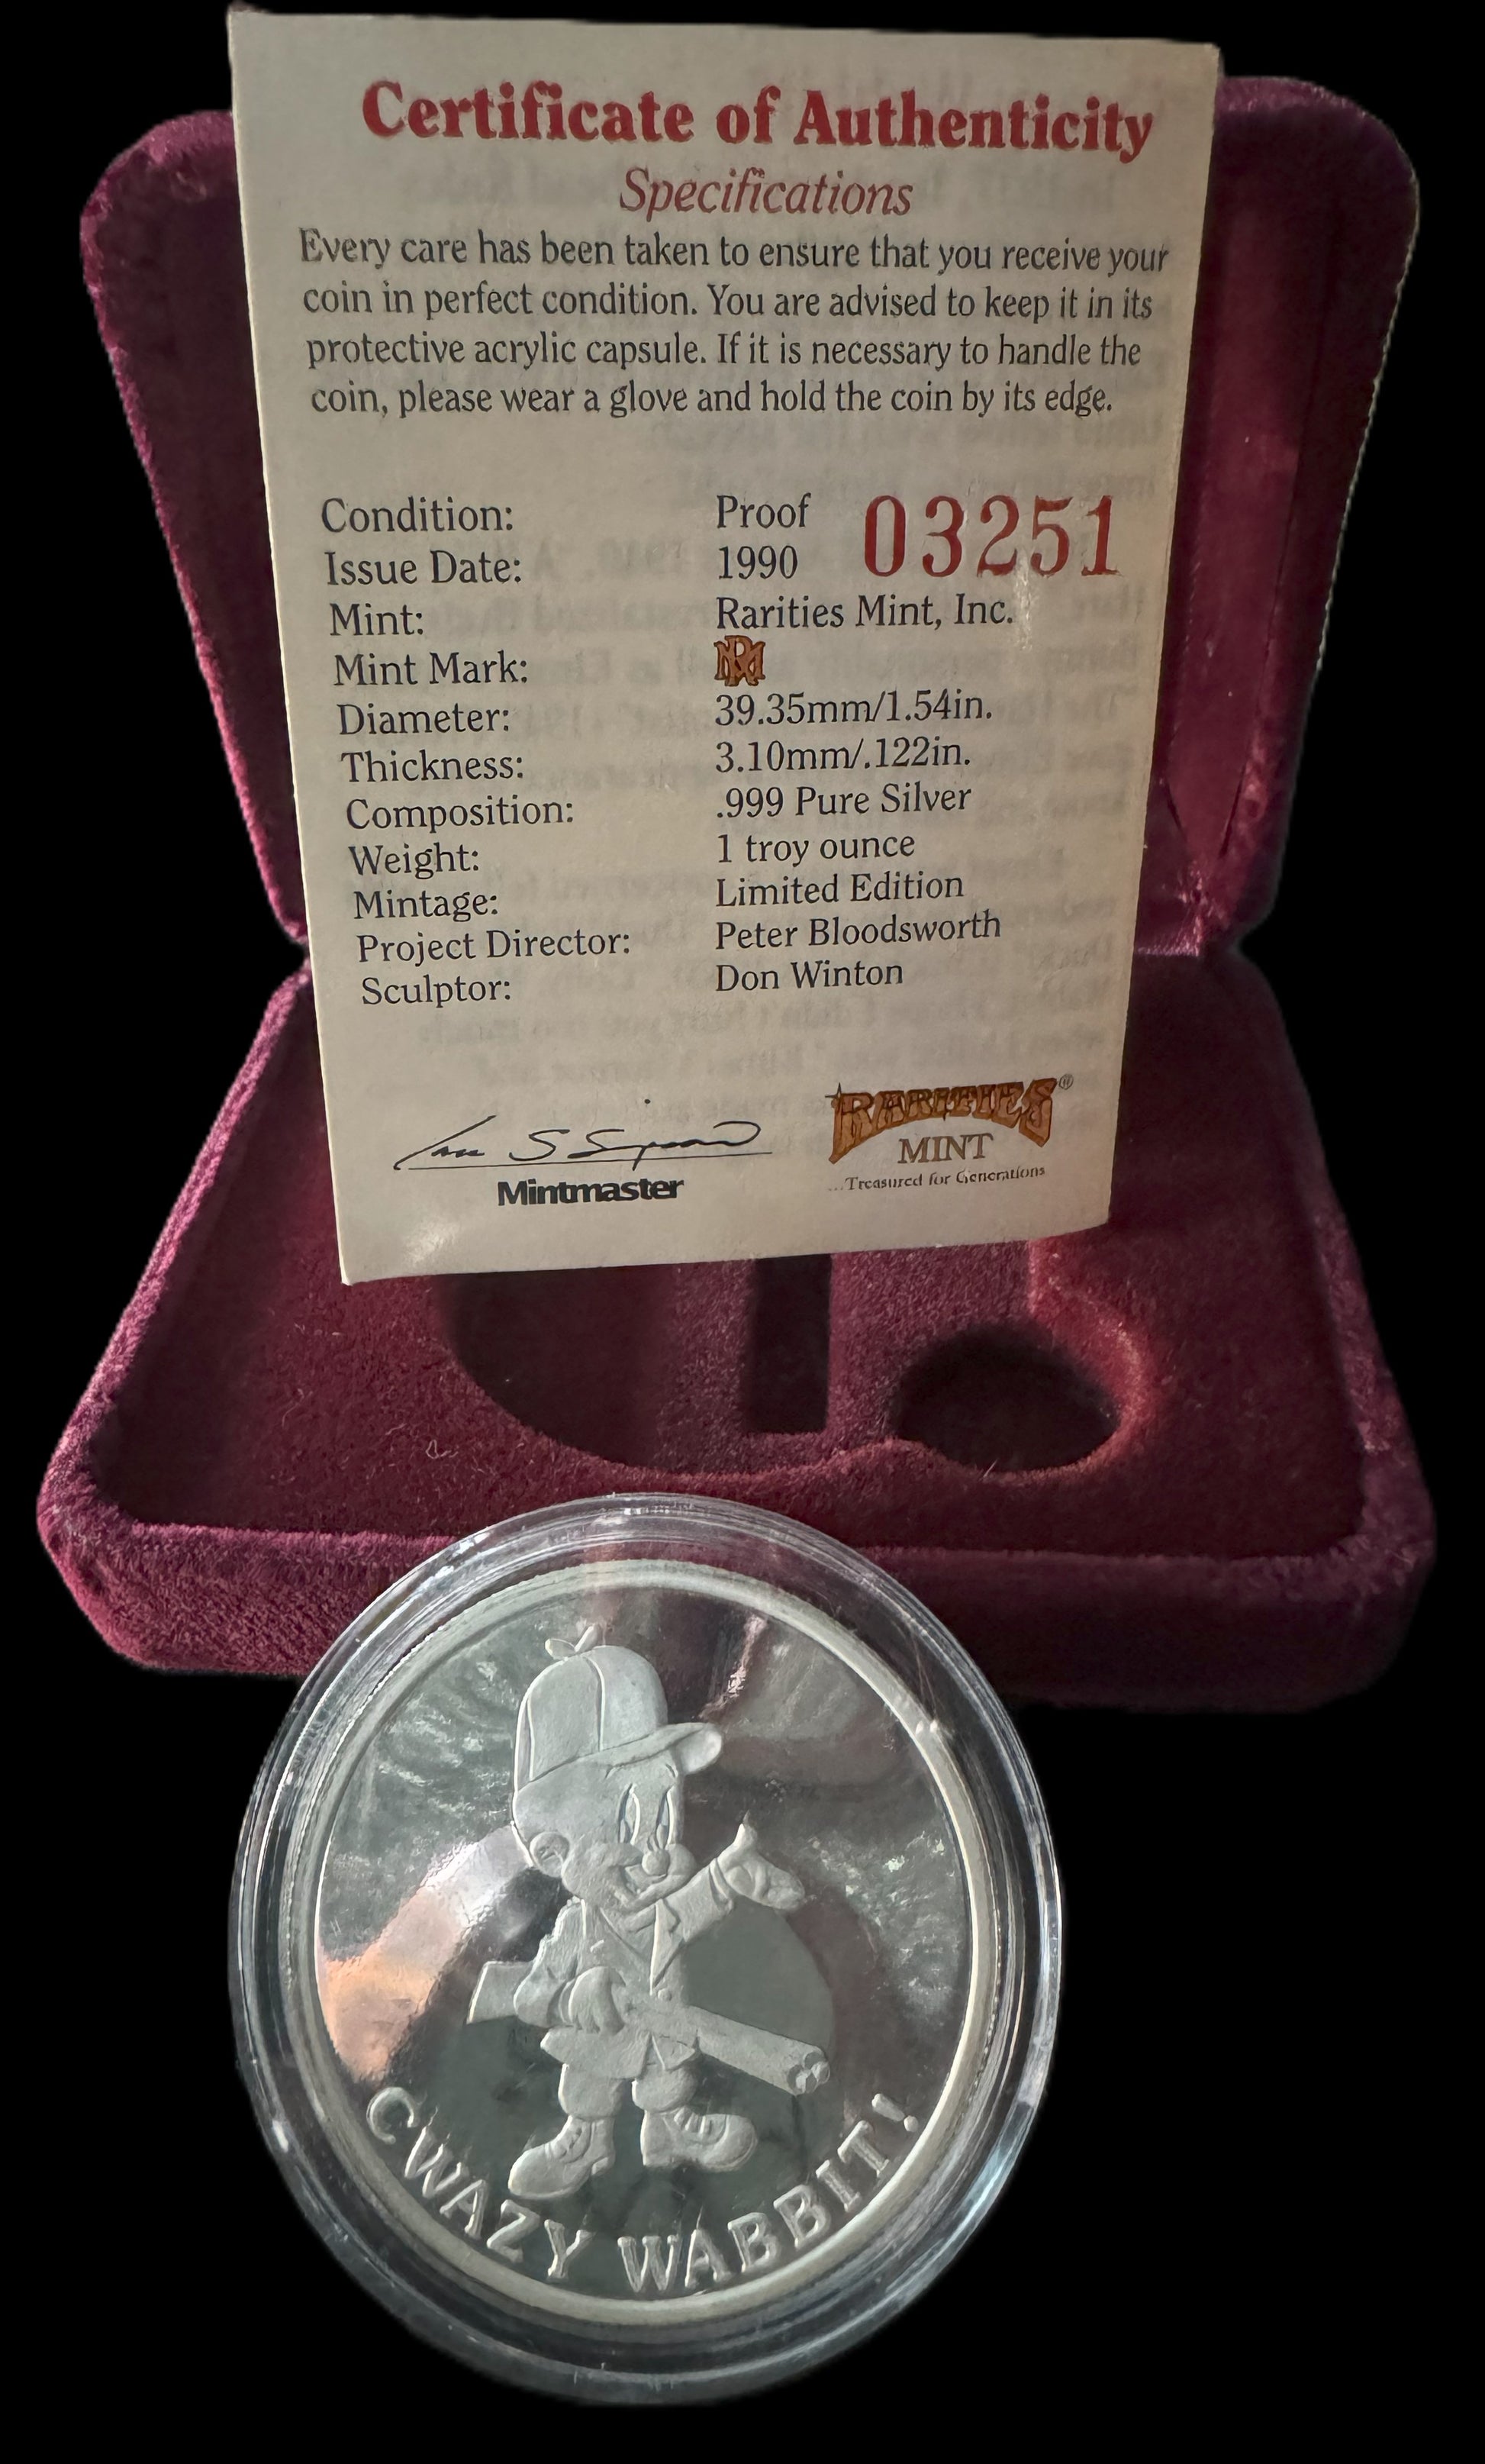 Certificate of Authenticity
Specifications
Every care has been taken to ensure that you receive your
coin in perfect condition. You are advised to keep it in its
protective acrylic capsule. If it is necessary to handle the
coin, please wear a glove and hold the coin by its edge.
Condition: Proof 03251
Issue Date: 1990
Mint: Rarities Mint, Inc.
Mint Mark: RM
Diameter: 39.35mm/1.54in.
Thickness: 3.10mm/.122in.
Composition: .999 Pure Silver
Weight: 1 troy ounce
Mintage: Limited Edition
Project Director: Peter Bloodsworth
Sculptor: Don Winton
Mintmaster
RARITIES®
MINT
...Treasured for Generations
CWAZY WABBIT!